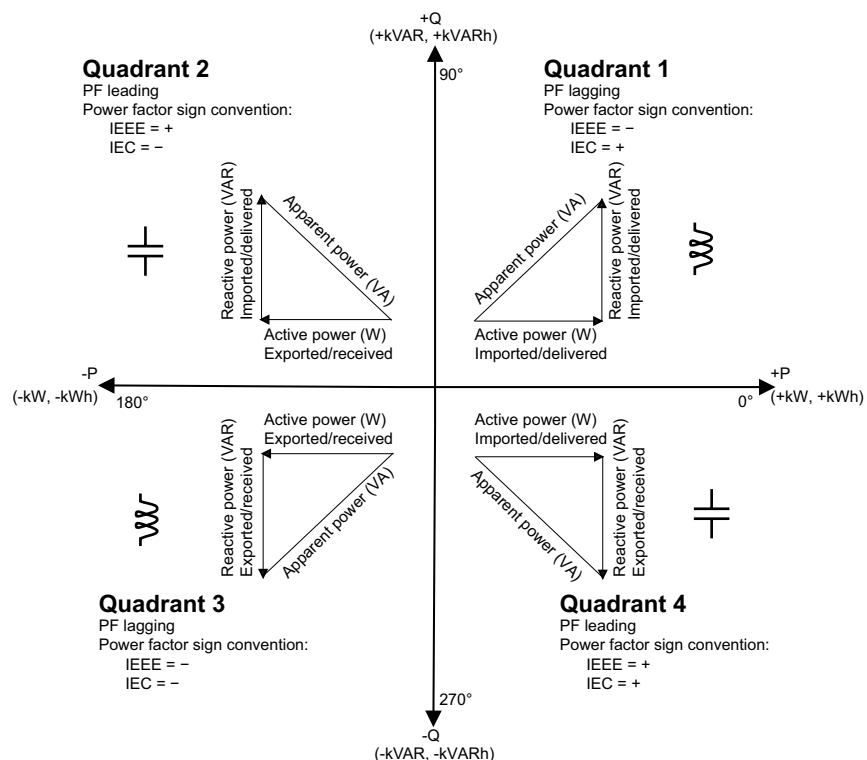 +Q
(+kVAR, +kVARh)
90°
Quadrant 2
PF leading
Power factor sign convention:
IEEE = +
IEC = −
Reactive power (VAR)
Imported/delivered
Apparent power (VA)
Active power (W)
Exported/received
Quadrant 1
PF lagging
Power factor sign convention:
IEEE = −
IEC = +
Apparent power (VA)
Reactive power (VAR)
Imported/delivered
Active power (W)
Imported/delivered
-P
(-kW, -kWh)
180°
+P
(+kW, +kWh)
0°
Active power (W)
Exported/received
Reactive power (VAR)
Exported/received
Apparent power (VA)
Quadrant 3
PF lagging
Power factor sign convention:
IEEE = −
IEC = −
Active power (W)
Imported/delivered
Apparent power (VA)
Reactive power (VAR)
Exported/received
Quadrant 4
PF leading
Power factor sign convention:
IEEE = +
IEC = +
270°
-Q
(-kVAR, -kVARh)